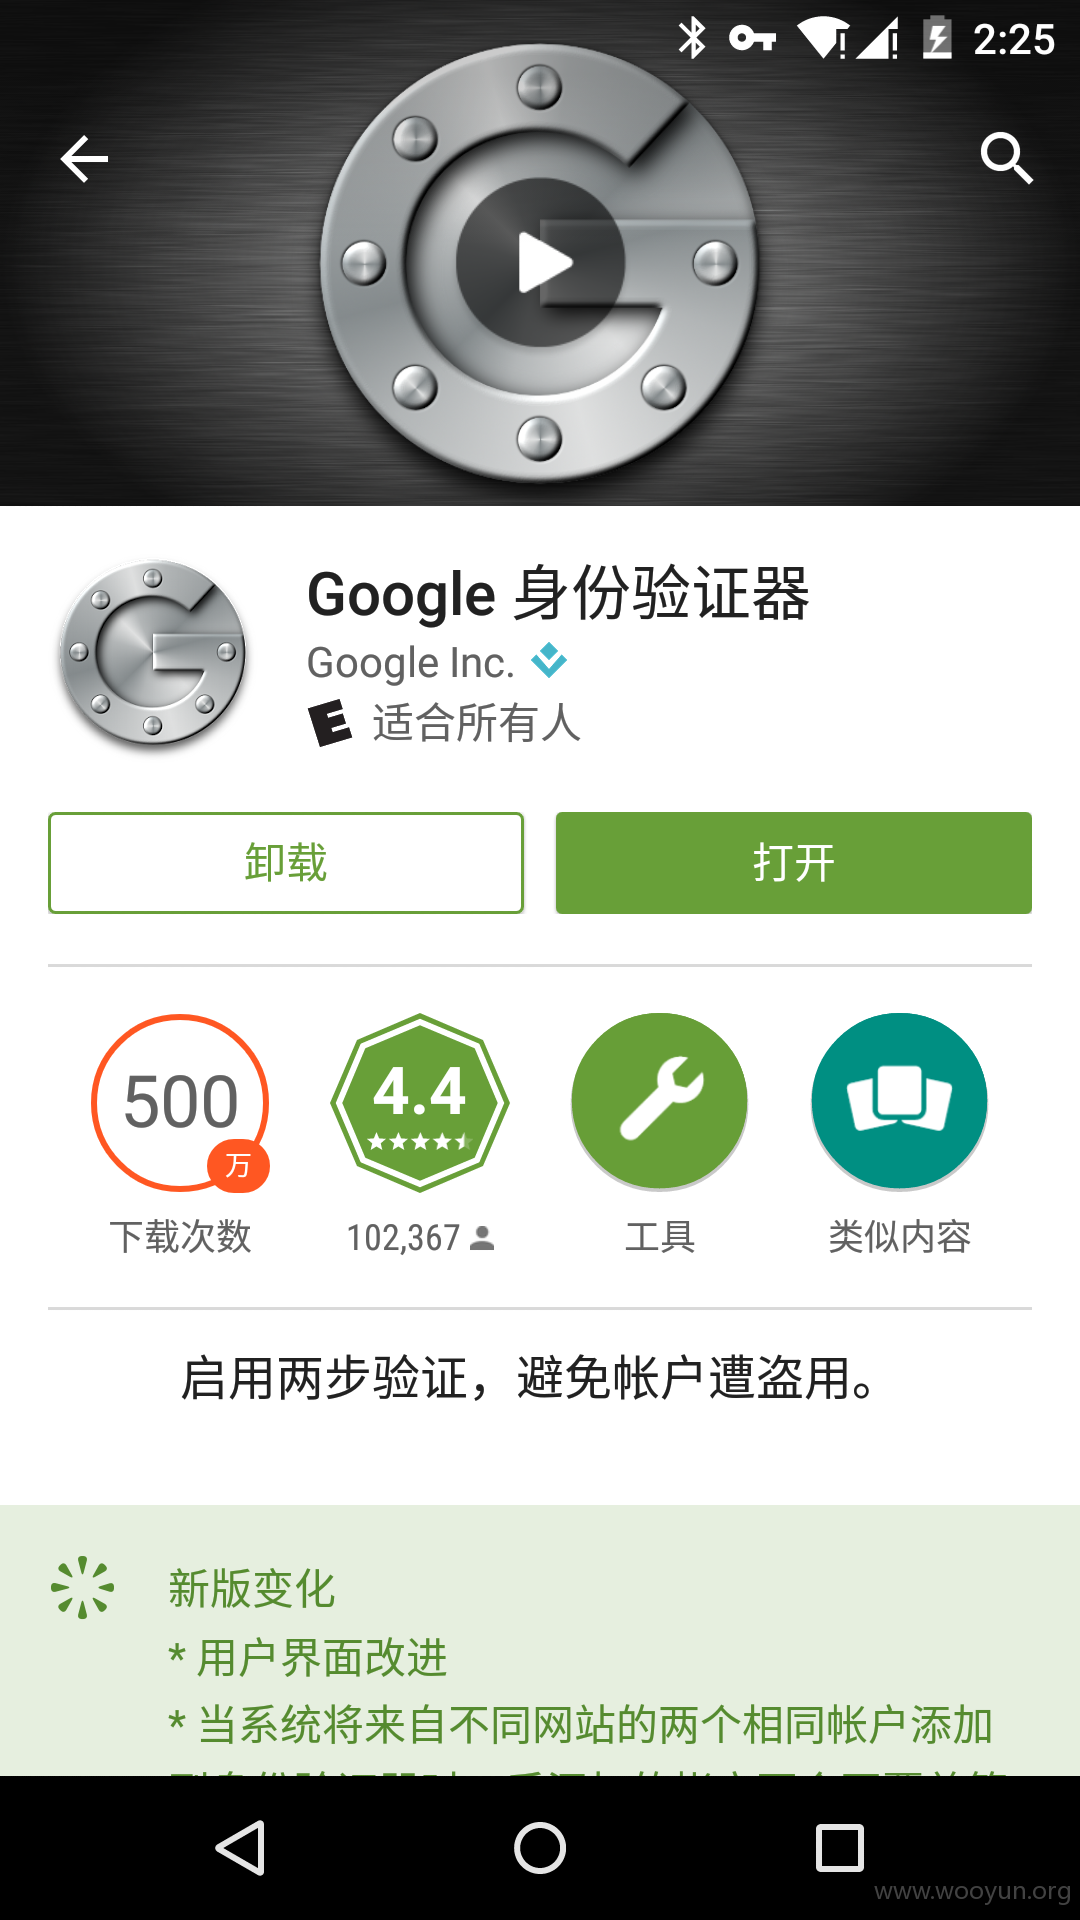 2:25
Google 身份验证器
Google Inc.
E 适合所有人
卸载
打开
500
万
4.4
下载次数
102,367
工具
类似内容
启用两步验证，避免帐户遭盗用。
新版变化
* 用户界面改进
* 当系统将来自不同网站的两个相同帐户添加
www.wooyun.org